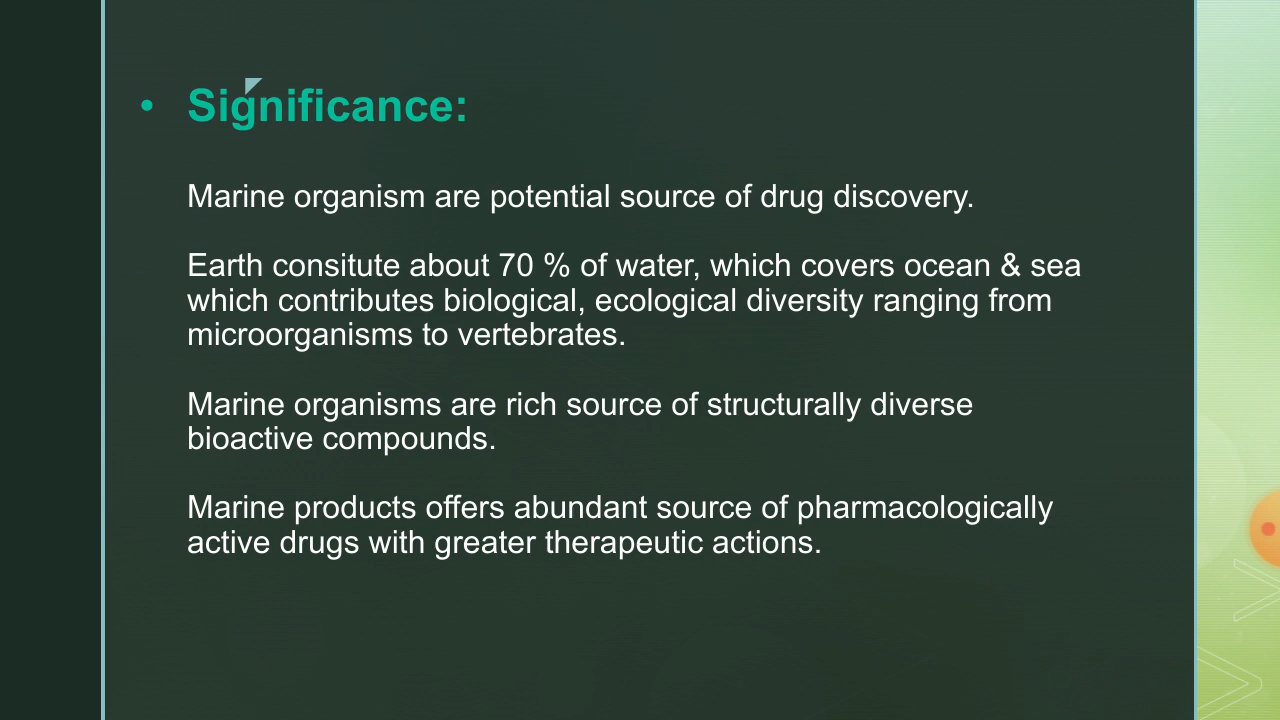 • Significance:
Marine organism are potential source of drug discovery.
Earth consitute about 70 % of water, which covers ocean & sea
which contributes biological, ecological diversity ranging from
microorganisms to vertebrates.
Marine organisms are rich source of structurally diverse
bioactive compounds.
Marine products offers abundant source of pharmacologically
active drugs with greater therapeutic actions.